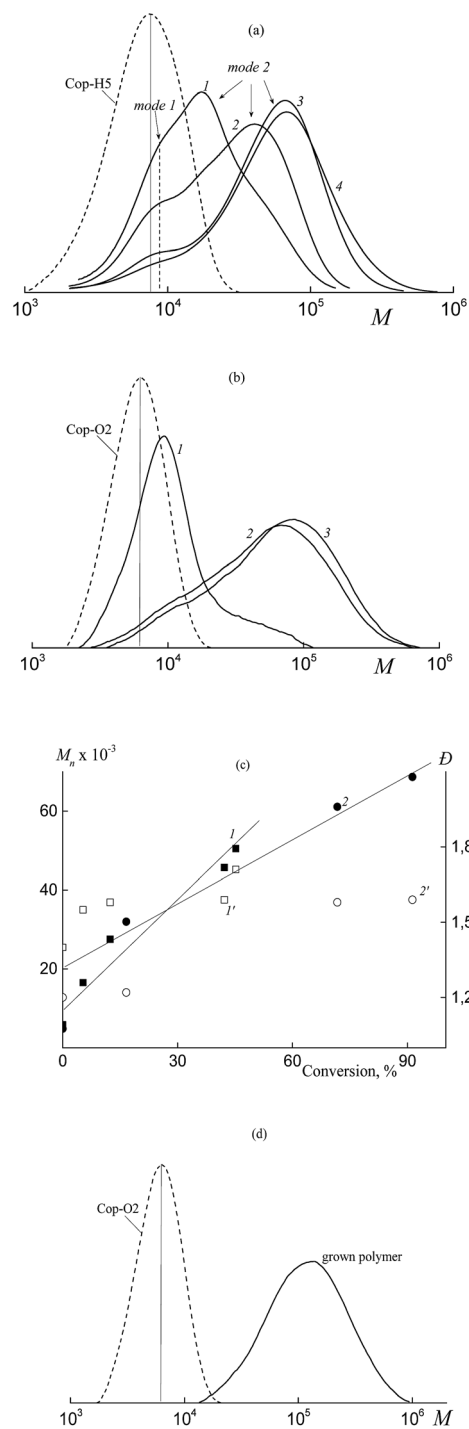 (a)
Cop-H5
mode 1
1
mode 2
2
3
4
10³ 10⁴ 10⁵ 10⁶
M
(b)
Cop-O2
1
2
3
10³ 10⁴ 10⁵ 10⁶
M
Mₙ x 10⁻³
(c)
Đ
60
40
20
1
2
1'
2'
1,8
1,5
1,2
0 30 60 90
Conversion, %
(d)
Cop-O2
grown polymer
10³ 10⁴ 10⁵ 10⁶ M